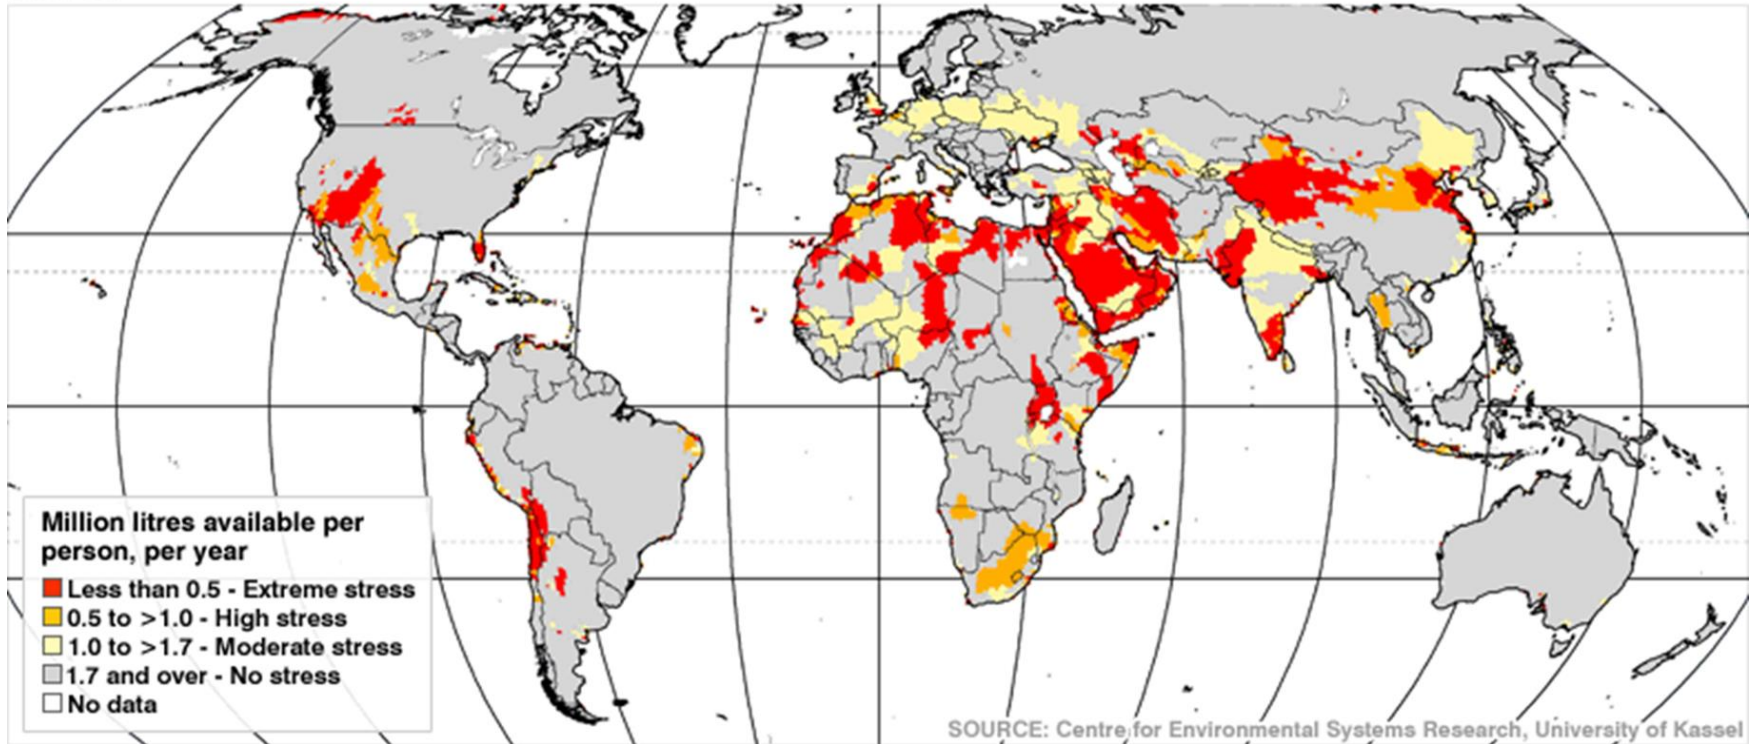 Million litres available per
person, per year
Less than 0.5 - Extreme stress
0.5 to >1.0 - High stress
1.0 to >1.7 - Moderate stress
1.7 and over - No stress
No data
SOURCE: Centre for Environmental Systems Research, University of Kassel